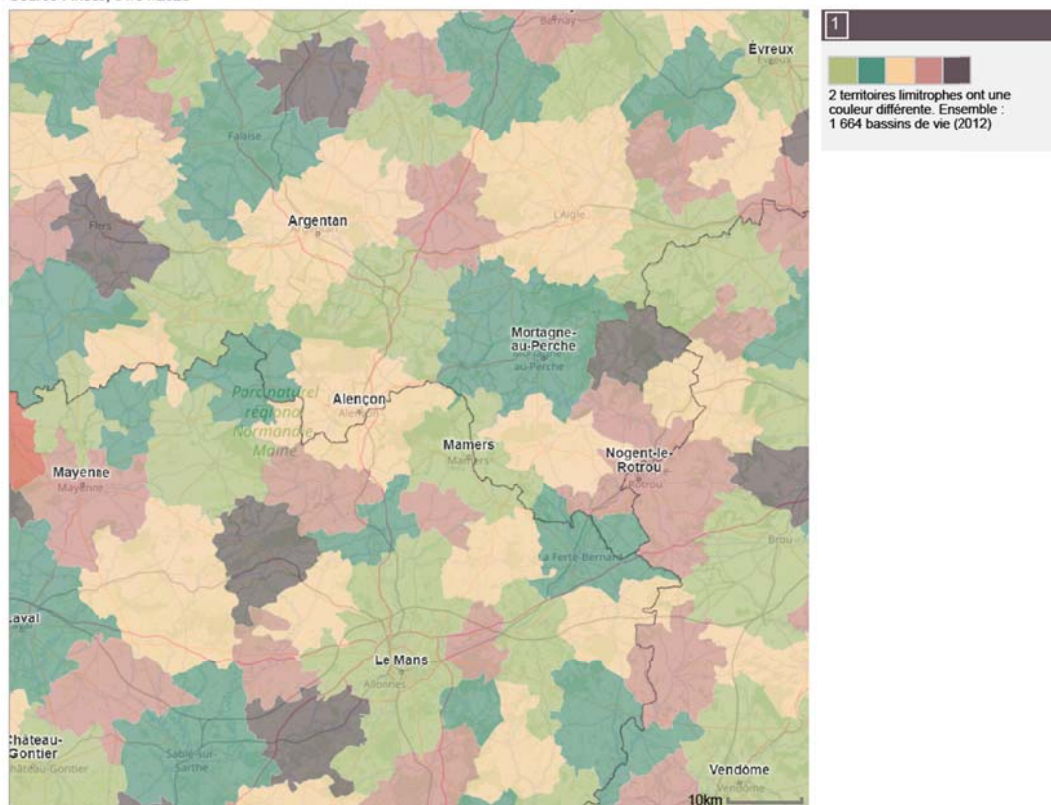 Bernay
Évreux
Evreux
Falaise
Argentan
L'Aigle
Flers
Mortagne-
au-Perche
au-Perche
Parc naturel
régional
Normandie-
Maine
Alençon
Alençon
Mamers
Mamers
Nogent-le-
Rotrou
Rotrou
Mayenne
Mayenne
Brou
La Ferté-Bernard
Laval
Le Mans
Allonnes
Château-
Gontier
Château-Gontier
Sablé-sur-
Sarthe
Vendôme
Vendôme
10km
1
2 territoires limitrophes ont une
couleur différente. Ensemble :
1 664 bassins de vie (2012)